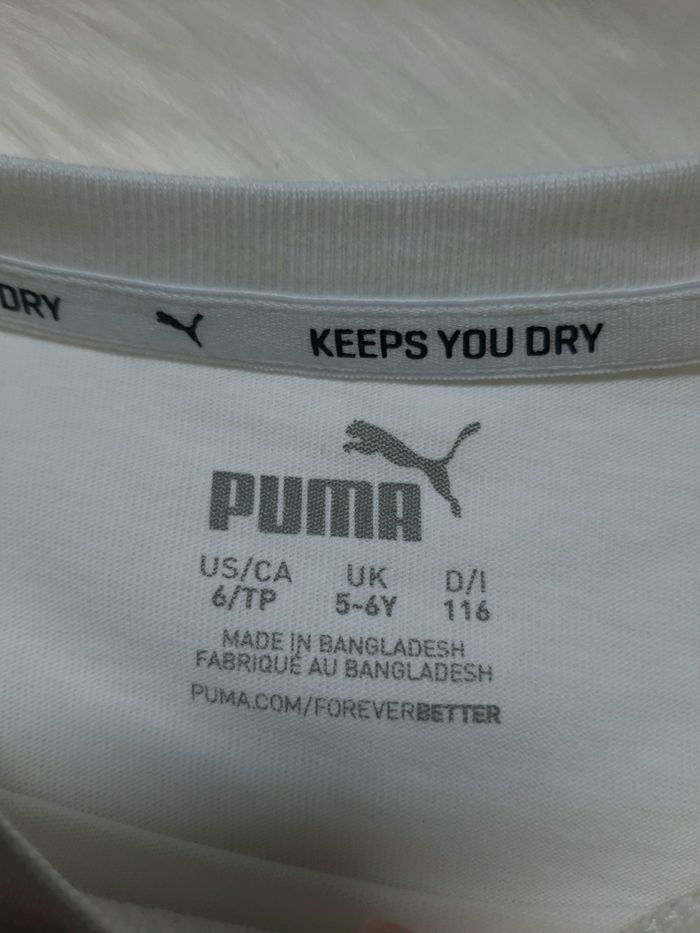 DRY KEEPS YOU DRY
PUMA
US/CA UK D/I
6/TP 5-6Y 116
MADE IN BANGLADESH
FABRIQUÉ AU BANGLADESH
PUMA.COM/FOREVERBETTER